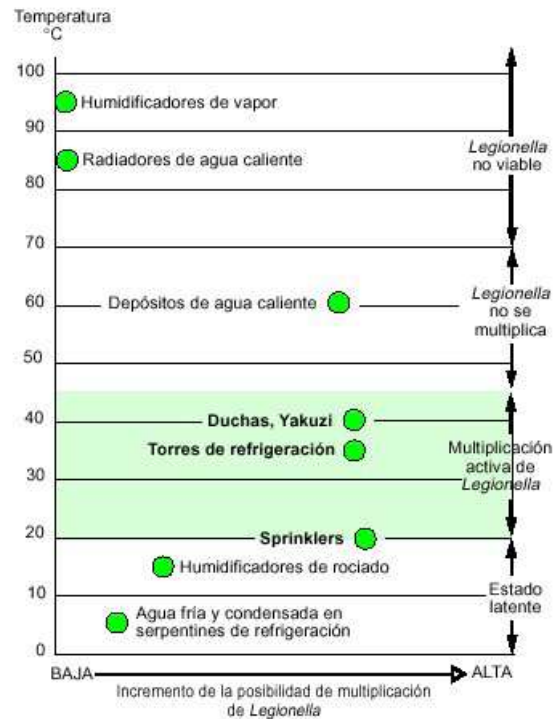 Temperatura
°C
100
Humidificadores de vapor
90
Radiadores de agua caliente
Legionella
no viable
80
70
Depósitos de agua caliente
60
Legionella
no se
multiplica
50
40
Duchas, Yakuzi
Torres de refrigeración
Multiplicación
activa de
Legionella
30
20
Sprinklers
Humidificadores de rociado
10
Agua fría y condensada en
serpentines de refrigeración
Estado
latente
0
BAJA
ALTA
Incremento de la posibilidad de multiplicación
de Legionella